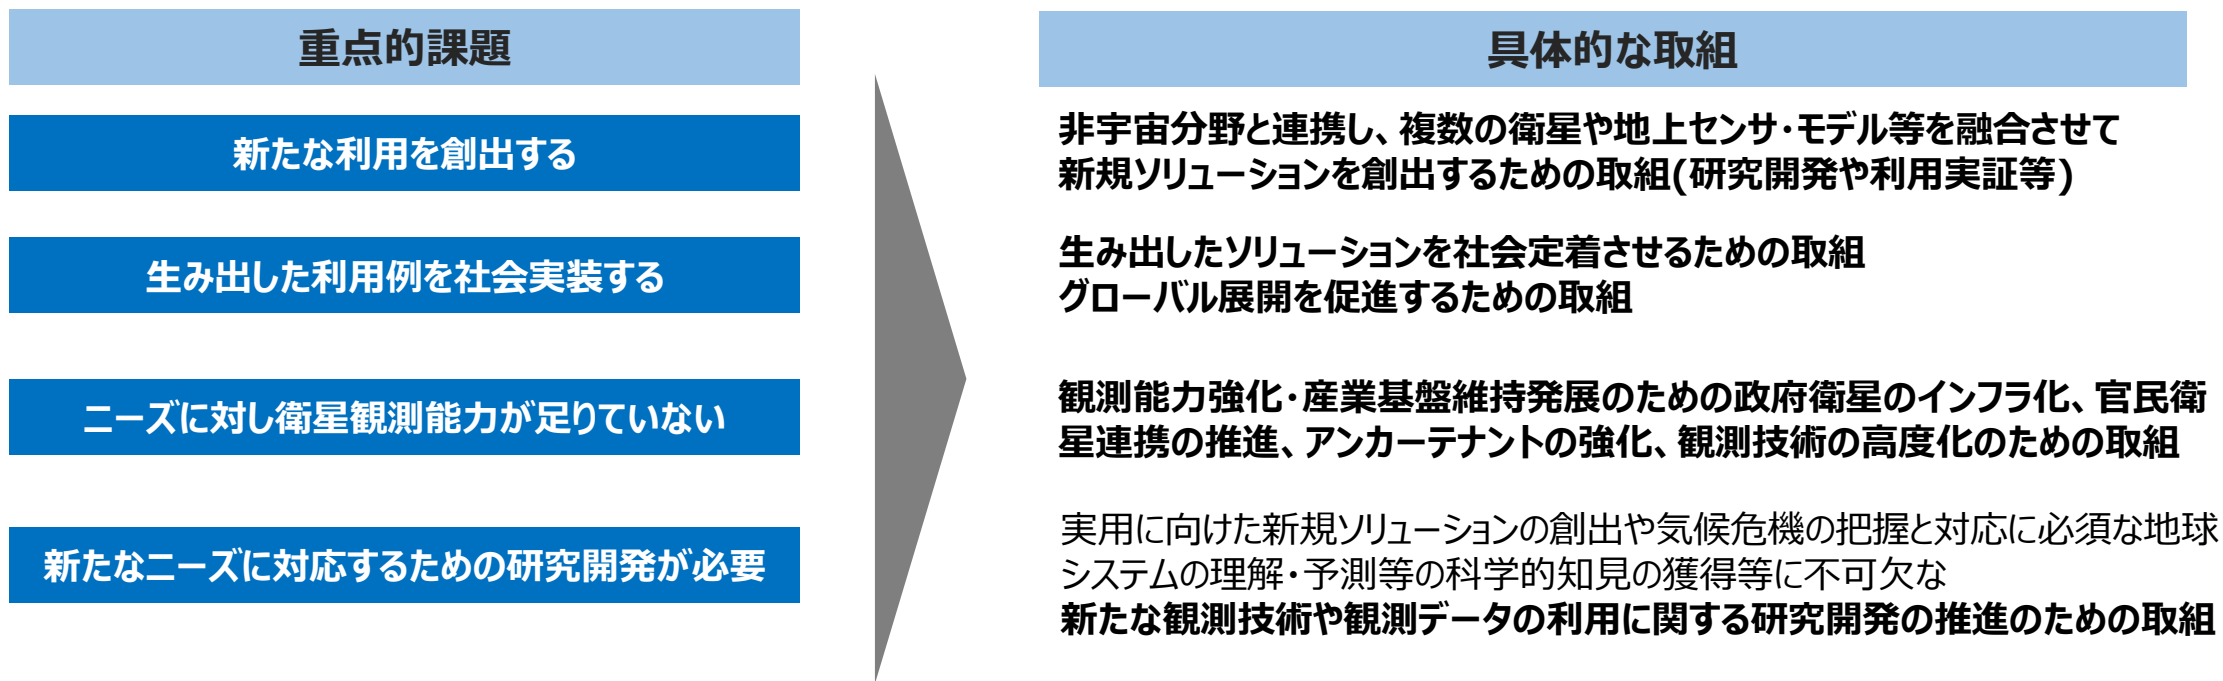 重点的課題
具体的な取組
新たな利用を創出する
非宇宙分野と連携し、複数の衛星や地上センサ・モデル等を融合させて
新規ソリューションを創出するための取組(研究開発や利用実証等)
生み出した利用例を社会実装する
生み出したソリューションを社会定着させるための取組
グローバル展開を促進するための取組
ニーズに対し衛星観測能力が足りていない
観測能力強化・産業基盤維持発展のための政府衛星のインフラ化、官民衛
星連携の推進、アンカーテナントの強化、観測技術の高度化のための取組
新たなニーズに対応するための研究開発が必要
実用に向けた新規ソリューションの創出や気候危機の把握と対応に必須な地球
システムの理解・予測等の科学的知見の獲得等に不可欠な
新たな観測技術や観測データの利用に関する研究開発の推進のための取組